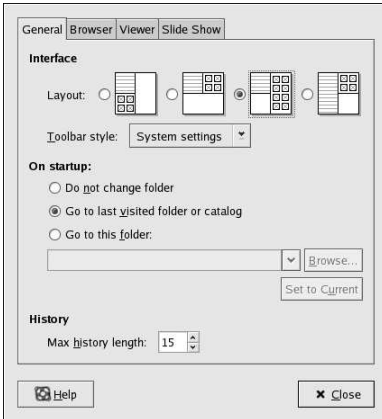 General Browser Viewer Slide Show
Interface
Layout:
Toolbar style: System settings
On startup:
Do not change folder
Go to last visited folder or catalog
Go to this folder:
Browse...
Set to Current
History
Max history length: 15
Help Close